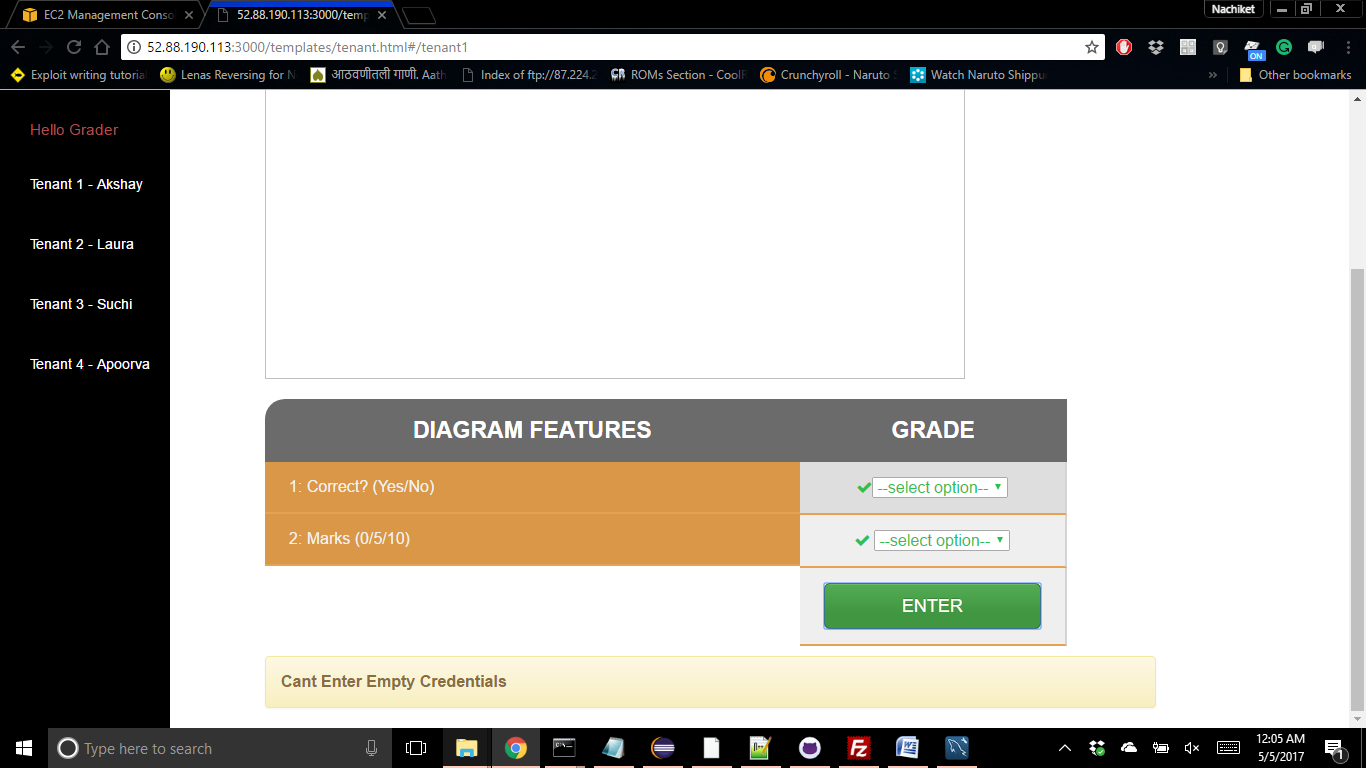 Nachiket
EC2 Management Conso
52.88.190.113:3000/temp
52.88.190.113:3000/templates/tenant.html#/tenant1
ON
Exploit writing tutoria
Lenas Reversing for N
आठवणीतली गाणी. Aath
Index of ftp://87.224.2
CR
ROMs Section - CoolR
Crunchyroll - Naruto S
Watch Naruto Shippu
»
Other bookmarks
Hello Grader
Tenant 1 - Akshay
Tenant 2 - Laura
Tenant 3 - Suchi
Tenant 4 - Apoorva
DIAGRAM FEATURES GRADE
1: Correct? (Yes/No) --select option--
2: Marks (0/5/10) --select option--
ENTER
Cant Enter Empty Credentials
Type here to search
12:05 AM
5/5/2017
1